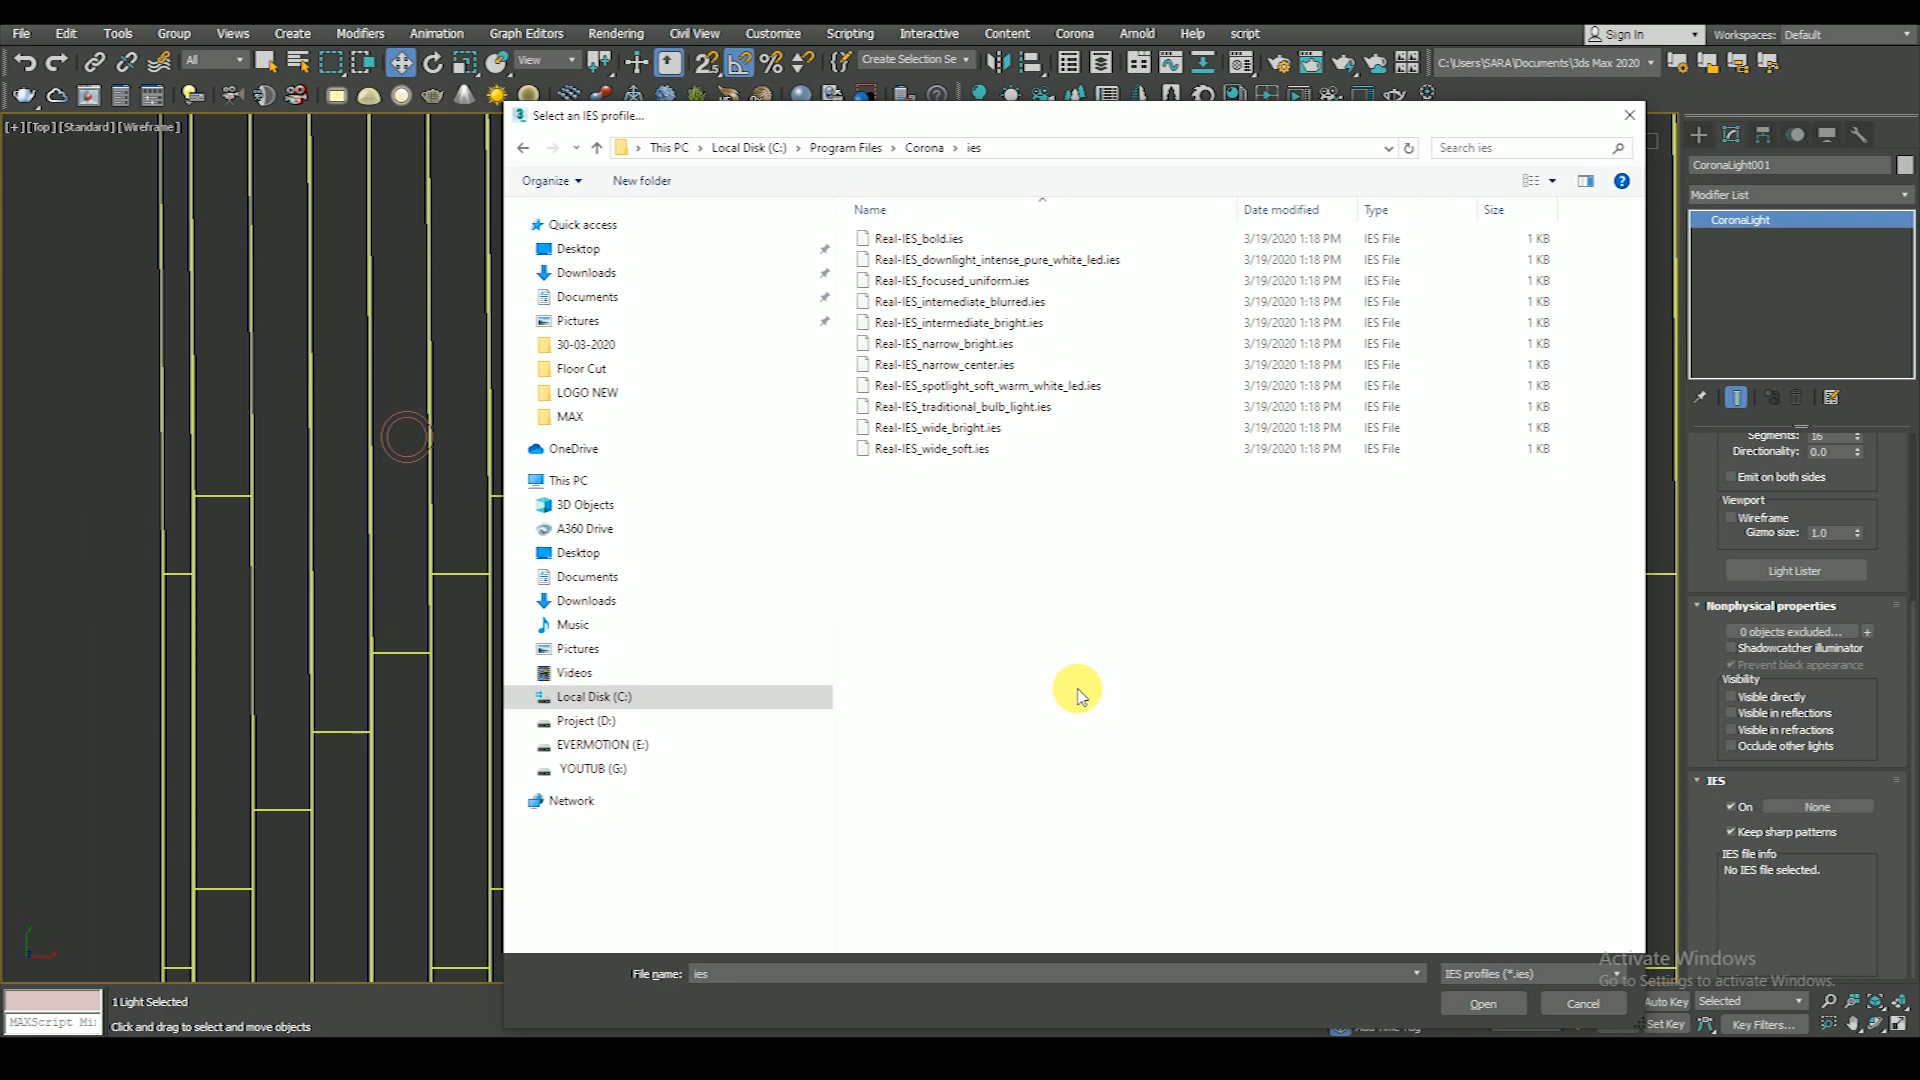 File Edit Tools Group Views Create Modifiers Animation Graph Editors Rendering Civil View Customize Scripting Interactive Content Corona Arnold Help script Sign In Workspaces: Default
All View Create Selection Se C:\Users\SARA\Documents\3ds Max 2020
[+] [Top] [Standard] [Wireframe]
Select an IES profile...
This PC > Local Disk (C:) > Program Files > Corona > ies
Search ies
Organize New folder
Name Date modified Type Size
Quick access
Desktop
Downloads
Documents
Pictures
30-03-2020
Floor Cut
LOGO NEW
MAX
OneDrive
This PC
3D Objects
A360 Drive
Desktop
Documents
Downloads
Music
Pictures
Videos
Local Disk (C:)
Project (D:)
EVERMOTION (E:)
YOUTUB (G:)
Network
Real-IES_bold.ies 3/19/2020 1:18 PM IES File 1 KB
Real-IES_downlight_intense_pure_white_led.ies 3/19/2020 1:18 PM IES File 1 KB
Real-IES_focused_uniform.ies 3/19/2020 1:18 PM IES File 1 KB
Real-IES_intemediate_blurred.ies 3/19/2020 1:18 PM IES File 1 KB
Real-IES_intermediate_bright.ies 3/19/2020 1:18 PM IES File 1 KB
Real-IES_narrow_bright.ies 3/19/2020 1:18 PM IES File 1 KB
Real-IES_narrow_center.ies 3/19/2020 1:18 PM IES File 1 KB
Real-IES_spotlight_soft_warm_white_led.ies 3/19/2020 1:18 PM IES File 1 KB
Real-IES_traditional_bulb_light.ies 3/19/2020 1:18 PM IES File 1 KB
Real-IES_wide_bright.ies 3/19/2020 1:18 PM IES File 1 KB
Real-IES_wide_soft.ies 3/19/2020 1:18 PM IES File 1 KB
File name: ies IES profiles (*.ies)
Open Cancel
CoronaLight001
Modifier List
CoronaLight
Segments: 16
Directionality: 0.0
Emit on both sides
Viewport
Wireframe
Gizmo size: 1.0
Light Lister
Nonphysical properties
0 objects excluded... +
Shadowcatcher illuminator
Prevent black appearance
Visibility
Visible directly
Visible in reflections
Visible in refractions
Occlude other lights
IES
On None
Keep sharp patterns
IES file info
No IES file selected.
Activate Windows
Go to Settings to activate Windows.
1 Light Selected
MAXScript Mi
Click and drag to select and move objects
Auto Key Selected
Set Key Key Filters...